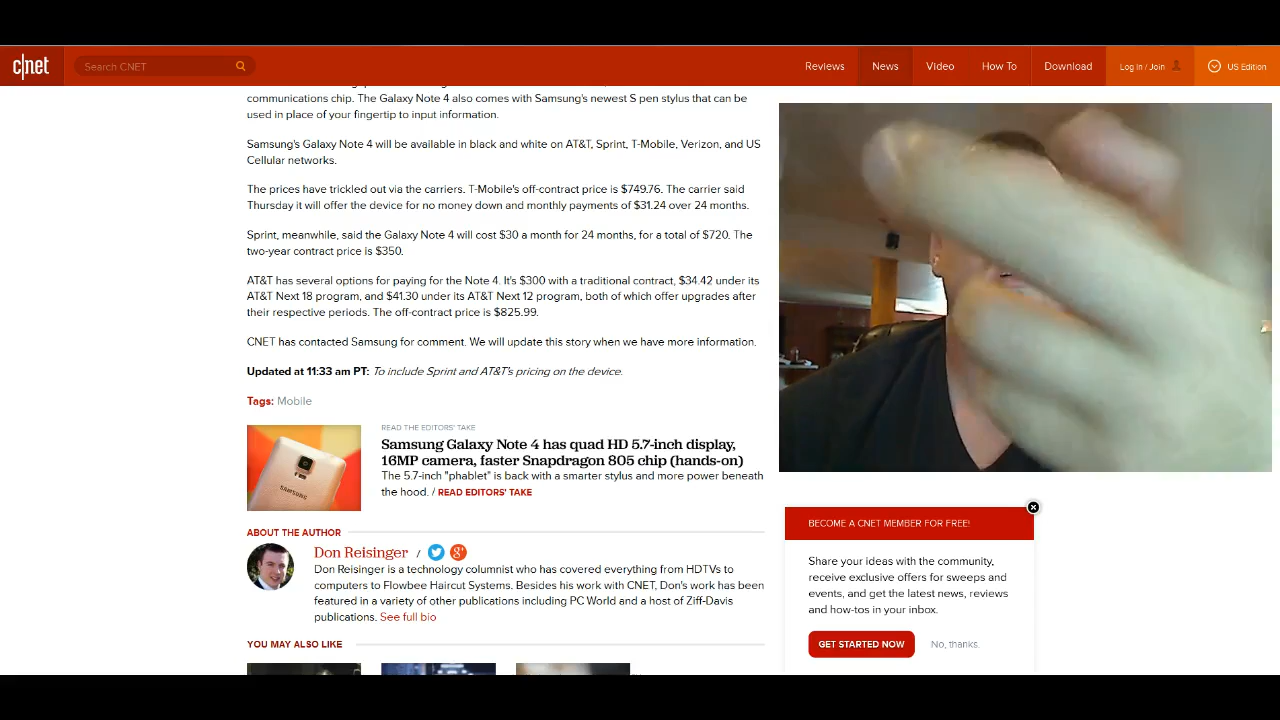 c|net
Search CNET
Reviews
News
Video
How To
Download
Log In / Join
US Edition
communications chip. The Galaxy Note 4 also comes with Samsung's newest S pen stylus that can be
used in place of your fingertip to input information.
Samsung's Galaxy Note 4 will be available in black and white on AT&T, Sprint, T-Mobile, Verizon, and US
Cellular networks.
The prices have trickled out via the carriers. T-Mobile's off-contract price is $749.76. The carrier said
Thursday it will offer the device for no money down and monthly payments of $31.24 over 24 months.
Sprint, meanwhile, said the Galaxy Note 4 will cost $30 a month for 24 months, for a total of $720. The
two-year contract price is $350.
AT&T has several options for paying for the Note 4. It's $300 with a traditional contract, $34.42 under its
AT&T Next 18 program, and $41.30 under its AT&T Next 12 program, both of which offer upgrades after
their respective periods. The off-contract price is $825.99.
CNET has contacted Samsung for comment. We will update this story when we have more information.
Updated at 11:33 am PT: To include Sprint and AT&T's pricing on the device.
Tags: Mobile
SAMSUNG
READ THE EDITORS' TAKE
Samsung Galaxy Note 4 has quad HD 5.7-inch display,
16MP camera, faster Snapdragon 805 chip (hands-on)
The 5.7-inch "phablet" is back with a smarter stylus and more power beneath
the hood. / READ EDITORS' TAKE
ABOUT THE AUTHOR
Don Reisinger /
Don Reisinger is a technology columnist who has covered everything from HDTVs to
computers to Flowbee Haircut Systems. Besides his work with CNET, Don's work has been
featured in a variety of other publications including PC World and a host of Ziff-Davis
publications. See full bio
YOU MAY ALSO LIKE
BECOME A CNET MEMBER FOR FREE!
Share your ideas with the community,
receive exclusive offers for sweeps and
events, and get the latest news, reviews
and how-tos in your inbox.
GET STARTED NOW
No, thanks.